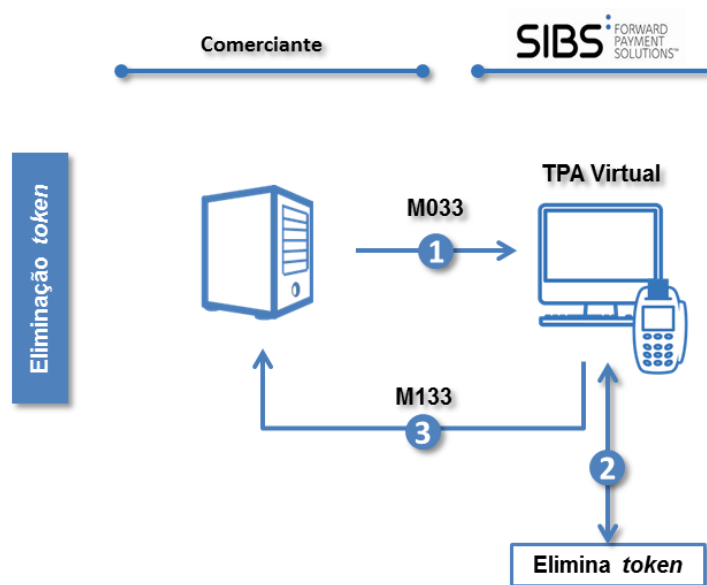 Comerciante
SIBS FORWARD
PAYMENT
SOLUTIONS™
Eliminação token
TPA Virtual
M033
1
M133
3
2
Elimina token